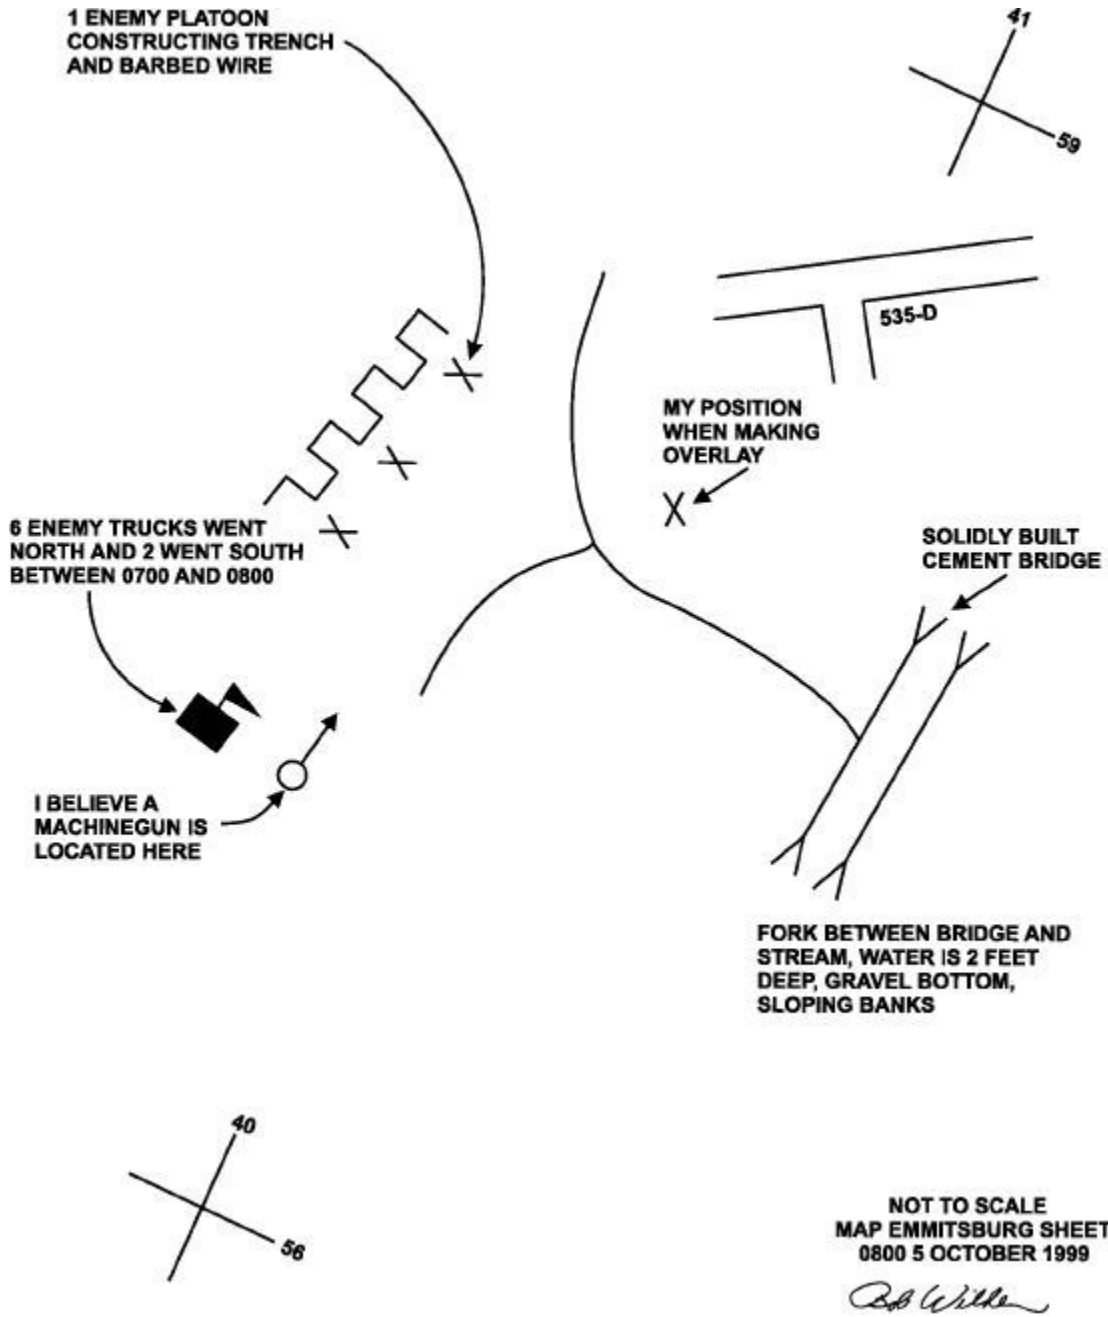 1 ENEMY PLATOON
CONSTRUCTING TRENCH
AND BARBED WIRE
41
59
535-D
MY POSITION
WHEN MAKING
OVERLAY
6 ENEMY TRUCKS WENT
NORTH AND 2 WENT SOUTH
BETWEEN 0700 AND 0800
SOLIDLY BUILT
CEMENT BRIDGE
I BELIEVE A
MACHINEGUN IS
LOCATED HERE
FORK BETWEEN BRIDGE AND
STREAM, WATER IS 2 FEET
DEEP, GRAVEL BOTTOM,
SLOPING BANKS
40
56
NOT TO SCALE
MAP EMMITSBURG SHEET
0800 5 OCTOBER 1999
Bob